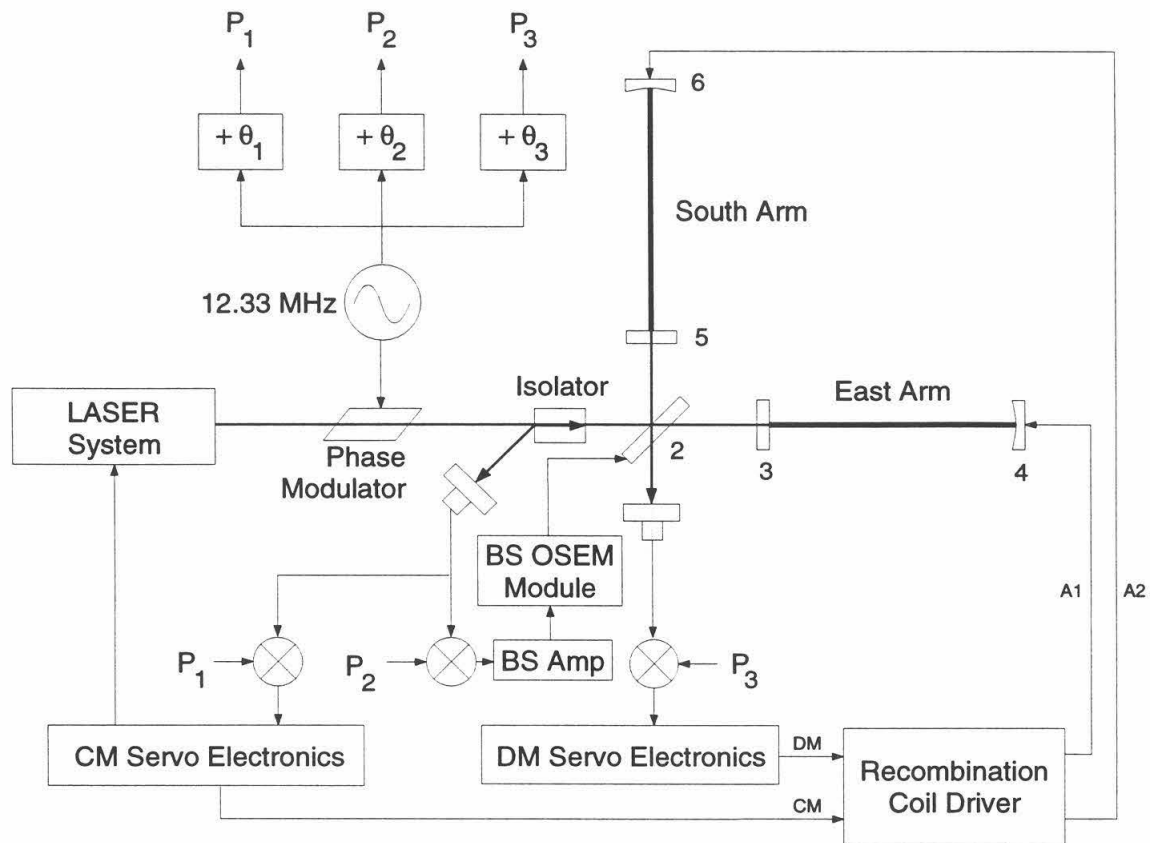 P1 P2 P3
+ θ1 + θ2 + θ3
6
South Arm
12.33 MHz
5
Isolator
East Arm
LASER
System
Phase
Modulator
2
3
4
BS OSEM
Module
A1 A2
P1
P2
BS Amp
P3
CM Servo Electronics
DM Servo Electronics
DM
CM
Recombination
Coil Driver